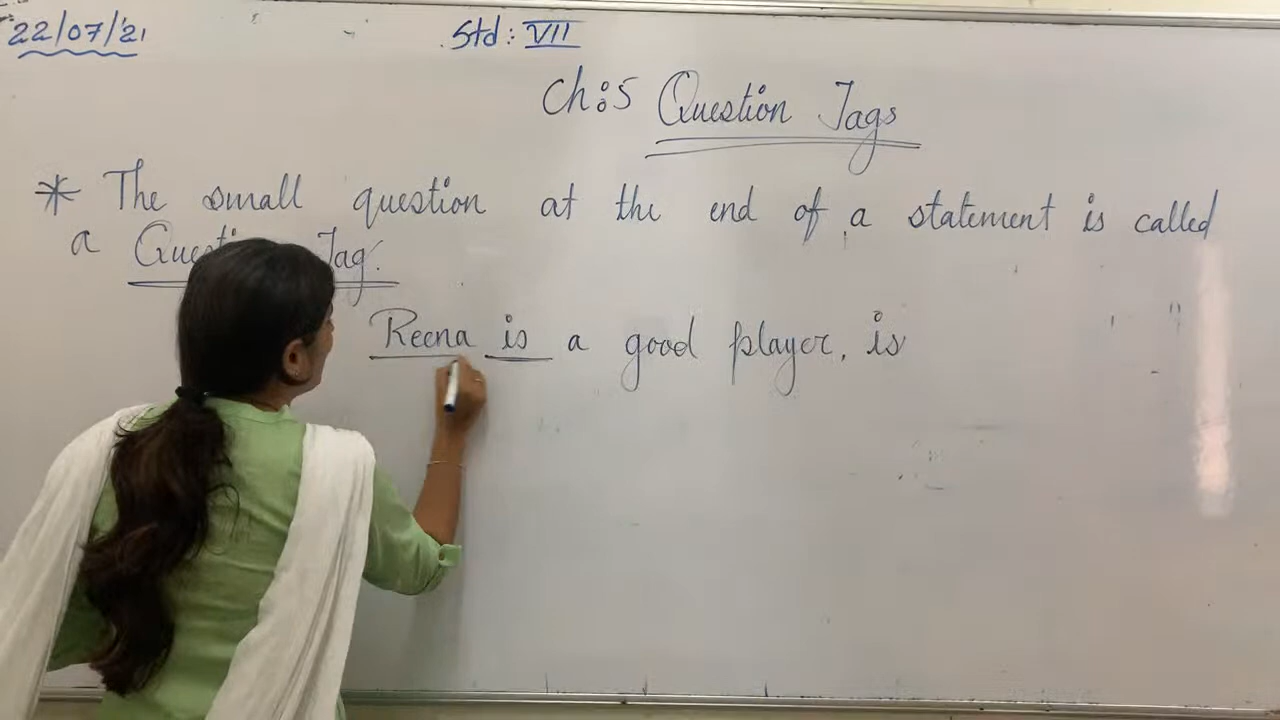 22/07/21
Std: VII
Ch:5 Question Tags
* The small question at the end of a statement is called
a Question Tag.
Reena is a good player, is